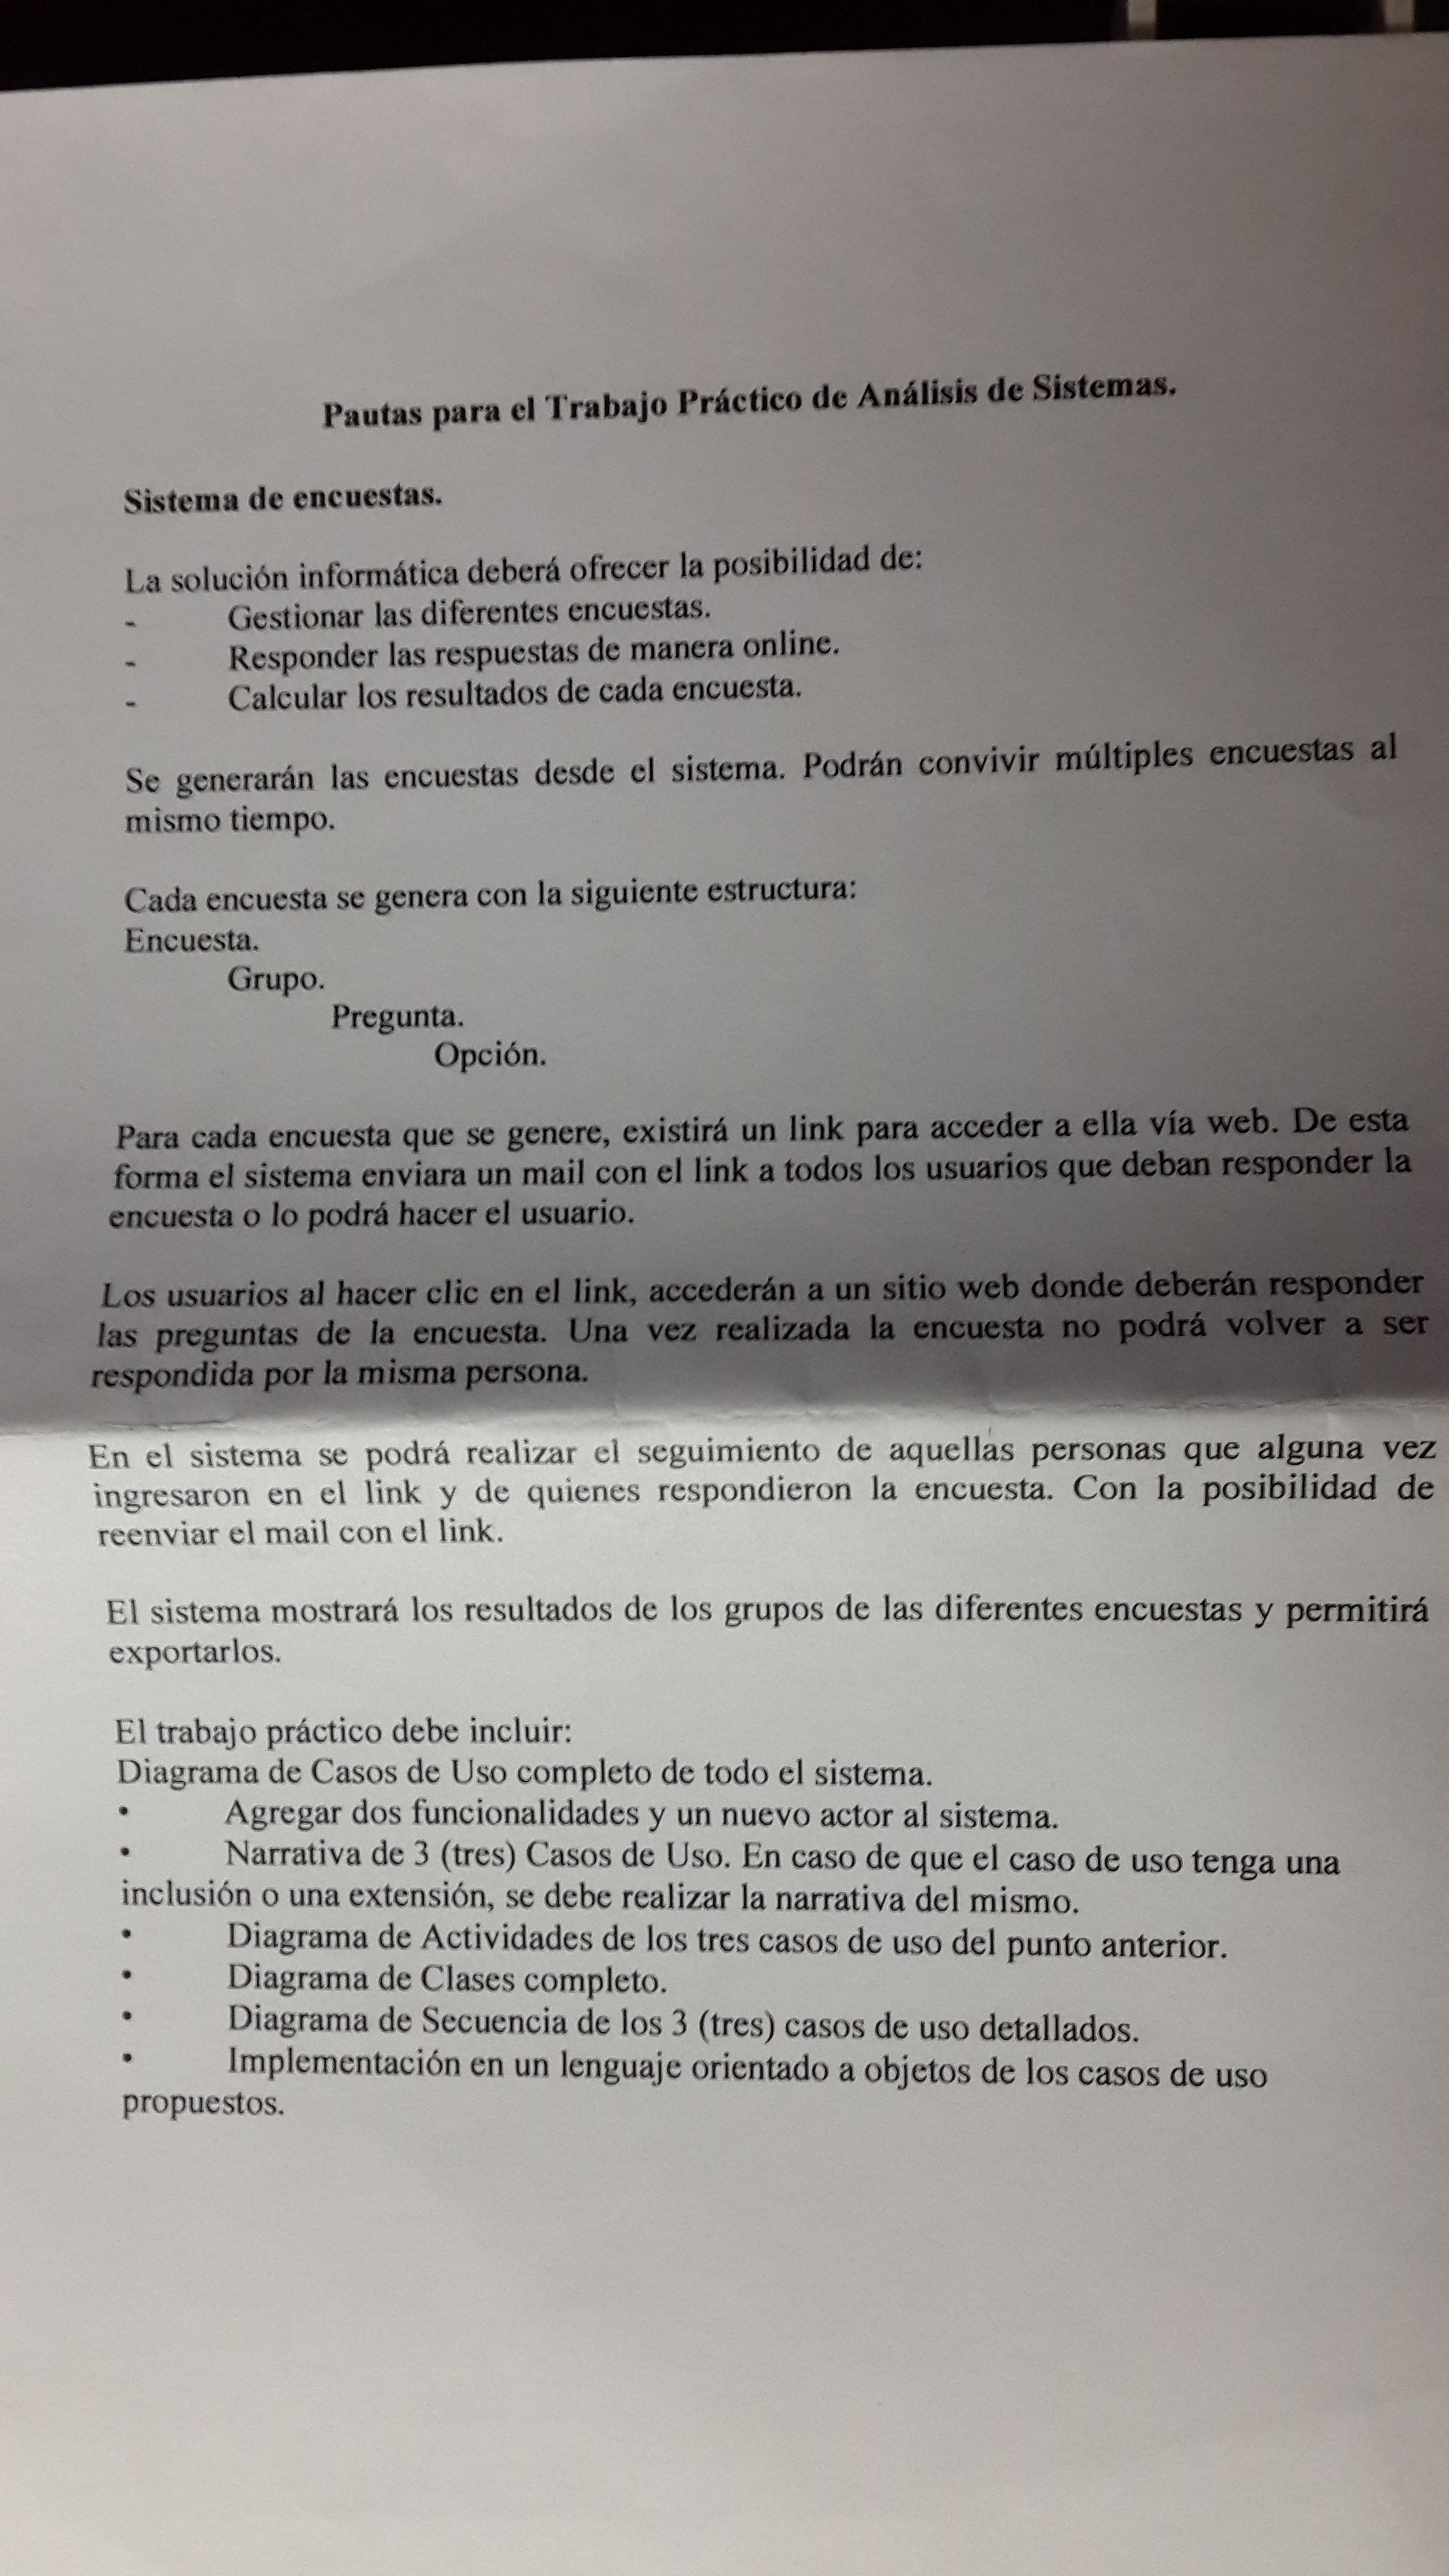 Pautas para el Trabajo Práctico de Análisis de Sistemas.
Sistema de encuestas.
La solución informática deberá ofrecer la posibilidad de:
- Gestionar las diferentes encuestas.
- Responder las respuestas de manera online.
- Calcular los resultados de cada encuesta.
Se generarán las encuestas desde el sistema. Podrán convivir múltiples encuestas al
mismo tiempo.
Cada encuesta se genera con la siguiente estructura:
Encuesta.
Grupo.
Pregunta.
Opción.
Para cada encuesta que se genere, existirá un link para acceder a ella vía web. De esta
forma el sistema enviara un mail con el link a todos los usuarios que deban responder la
encuesta o lo podrá hacer el usuario.
Los usuarios al hacer clic en el link, accederán a un sitio web donde deberán responder
las preguntas de la encuesta. Una vez realizada la encuesta no podrá volver a ser
respondida por la misma persona.
En el sistema se podrá realizar el seguimiento de aquellas personas que alguna vez
ingresaron en el link y de quienes respondieron la encuesta. Con la posibilidad de
reenviar el mail con el link.
El sistema mostrará los resultados de los grupos de las diferentes encuestas y permitirá
exportarlos.
El trabajo práctico debe incluir:
Diagrama de Casos de Uso completo de todo el sistema.
• Agregar dos funcionalidades y un nuevo actor al sistema.
• Narrativa de 3 (tres) Casos de Uso. En caso de que el caso de uso tenga una
inclusión o una extensión, se debe realizar la narrativa del mismo.
• Diagrama de Actividades de los tres casos de uso del punto anterior.
• Diagrama de Clases completo.
• Diagrama de Secuencia de los 3 (tres) casos de uso detallados.
• Implementación en un lenguaje orientado a objetos de los casos de uso
propuestos.